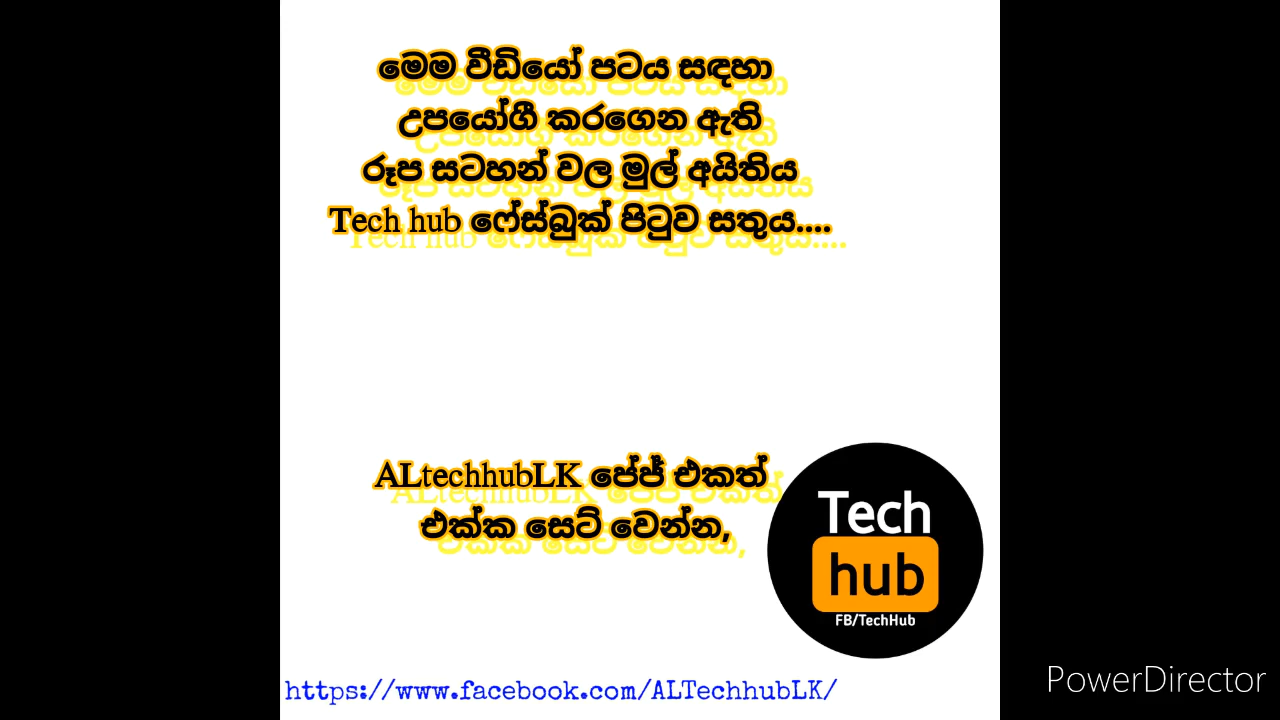 මෙම වීඩියෝ පටය සඳහා
උපයෝගී කරගෙන ඇති
රූප සටහන් වල මුල් අයිතිය
Tech hub ෆේස්බුක් පිටුව සතුය....
ALtechhubLK පේජ් එකත්
එක්ක සෙට් වෙන්න,
Tech
hub
FB/TechHub
https://www.facebook.com/ALTechhubLK/
PowerDirector